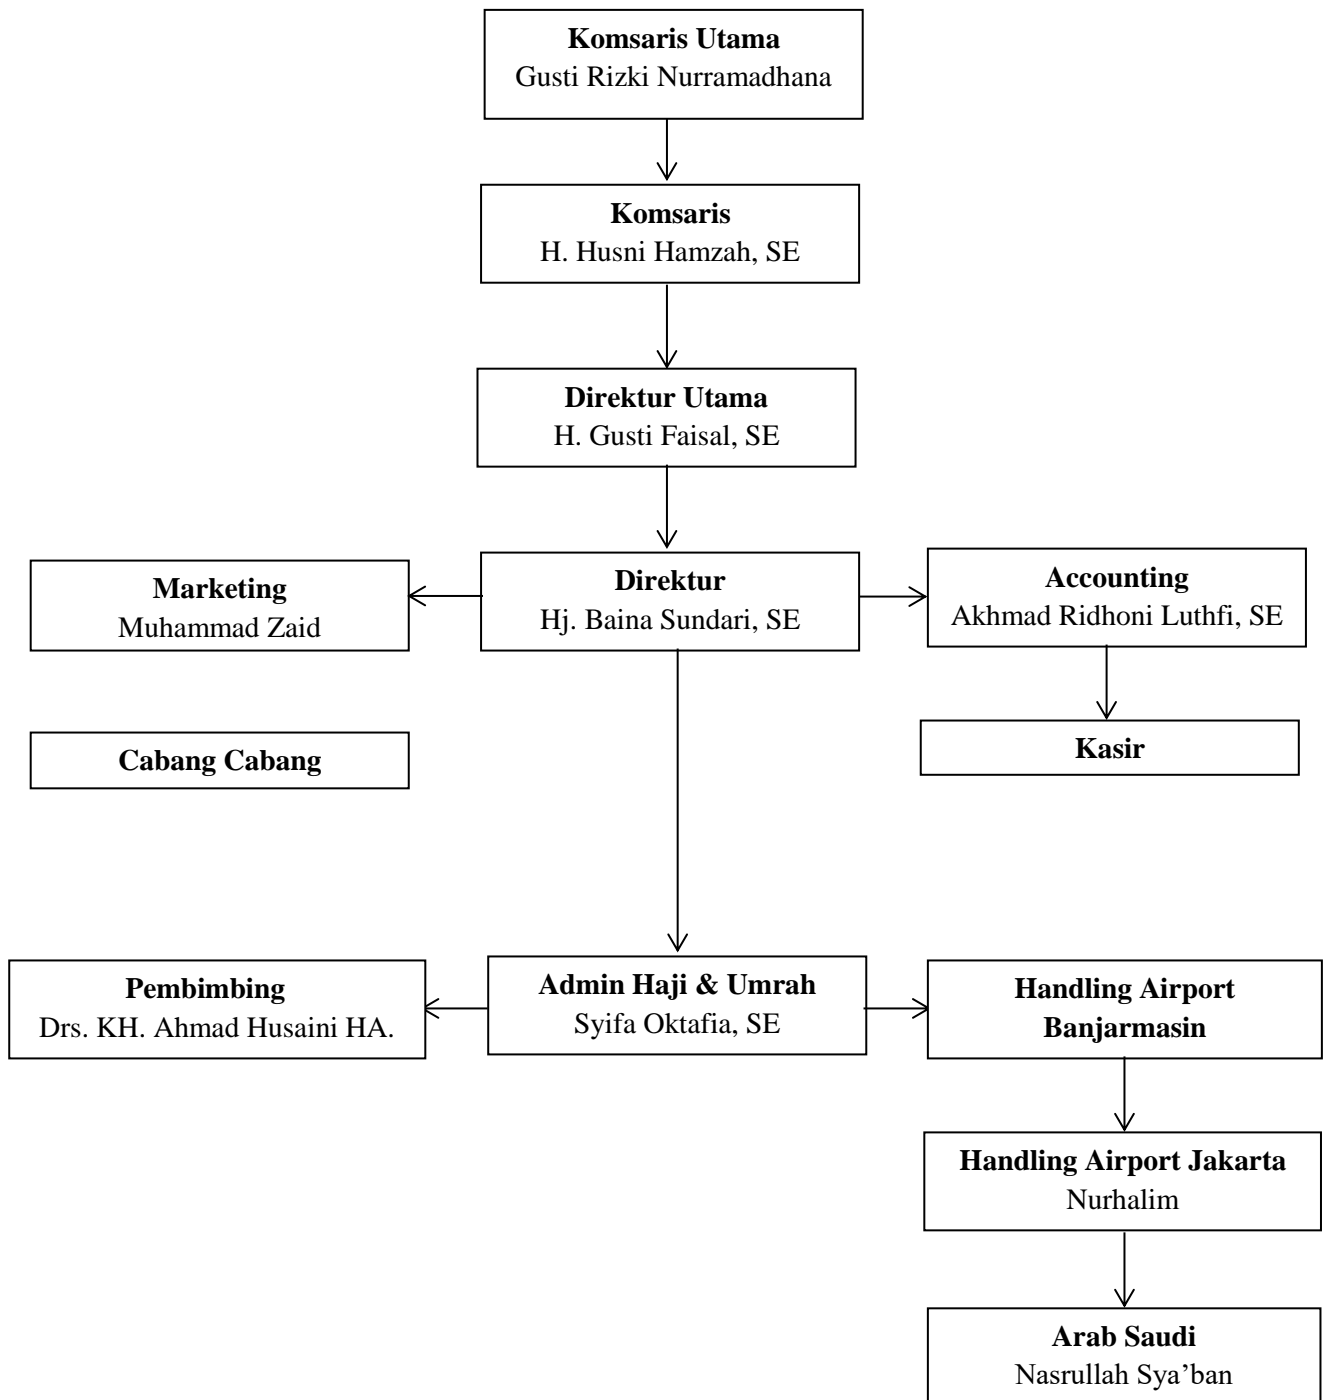 Komsaris Utama
Gusti Rizki Nurramadhana
Komsaris
H. Husni Hamzah, SE
Direktur Utama
H. Gusti Faisal, SE
Marketing
Muhammad Zaid
Direktur
Hj. Baina Sundari, SE
Accounting
Akhmad Ridhoni Luthfi, SE
Cabang Cabang
Kasir
Pembimbing
Drs. KH. Ahmad Husaini HA.
Admin Haji & Umrah
Syifa Oktafia, SE
Handling Airport
Banjarmasin
Handling Airport Jakarta
Nurhalim
Arab Saudi
Nasrullah Sya’ban